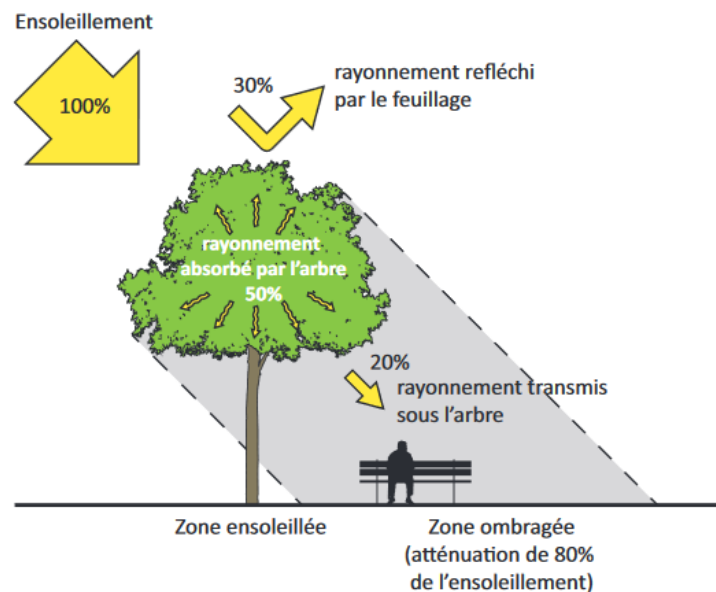 Ensoleillement
100%
30%
rayonnement refléchi
par le feuillage
rayonnement
absorbé par l'arbre
50%
20%
rayonnement transmis
sous l'arbre
Zone ensoleillée
Zone ombragée
(atténuation de 80%
de l'ensoleillement)